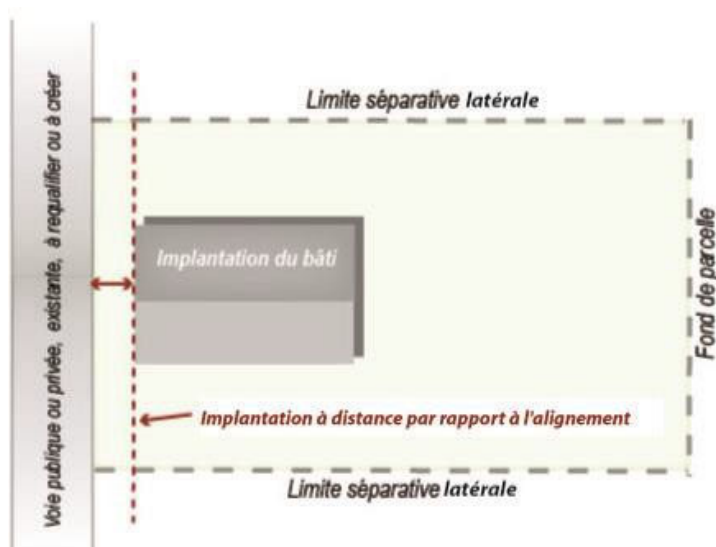 Voie publique ou privée, existante, à requalifier ou à créer
Limite séparative latérale
Implantation du bâti
Fond de parcelle
Implantation à distance par rapport à l'alignement
Limite séparative latérale